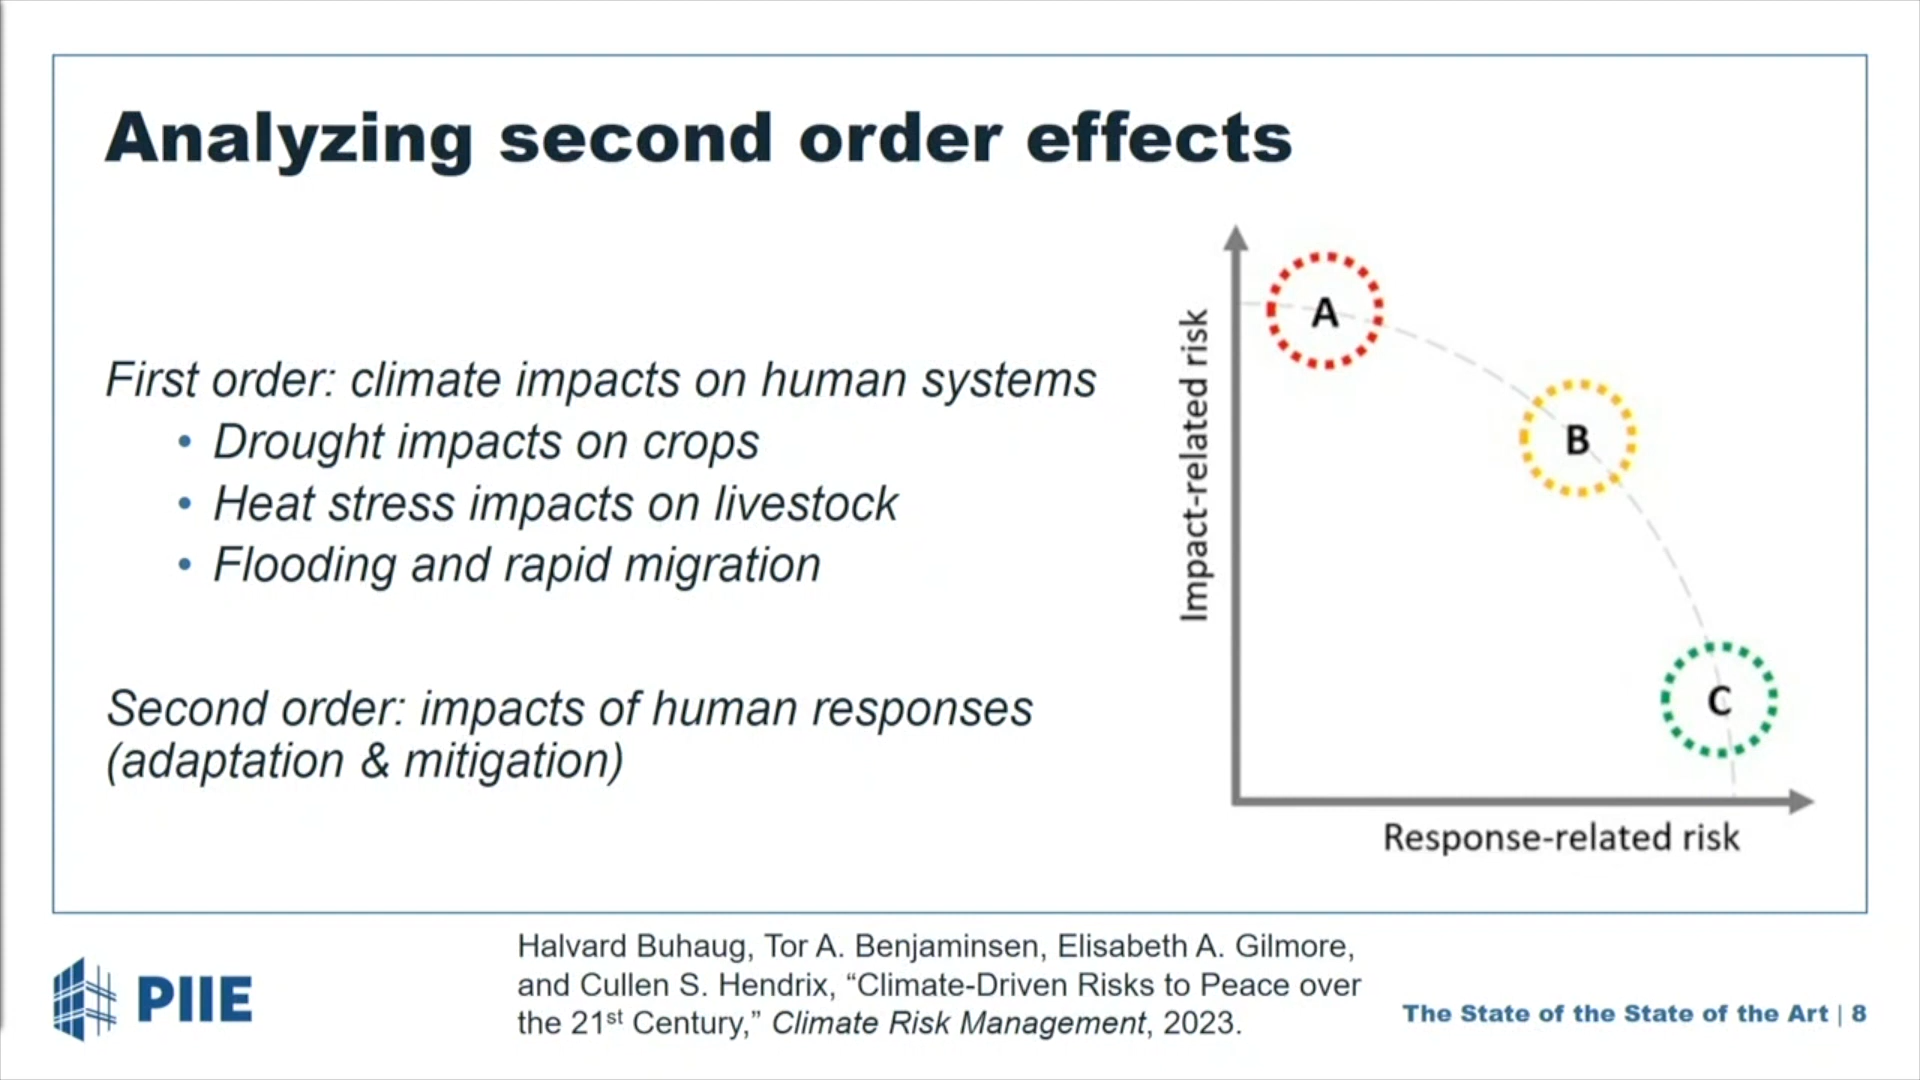 Analyzing second order effects
First order: climate impacts on human systems
• Drought impacts on crops
• Heat stress impacts on livestock
• Flooding and rapid migration
Second order: impacts of human responses
(adaptation & mitigation)
Impact-related risk
A
B
C
Response-related risk
PIIE
Halvard Buhaug, Tor A. Benjaminsen, Elisabeth A. Gilmore,
and Cullen S. Hendrix, “Climate-Driven Risks to Peace over
the 21st Century,” Climate Risk Management, 2023.
The State of the State of the Art | 8